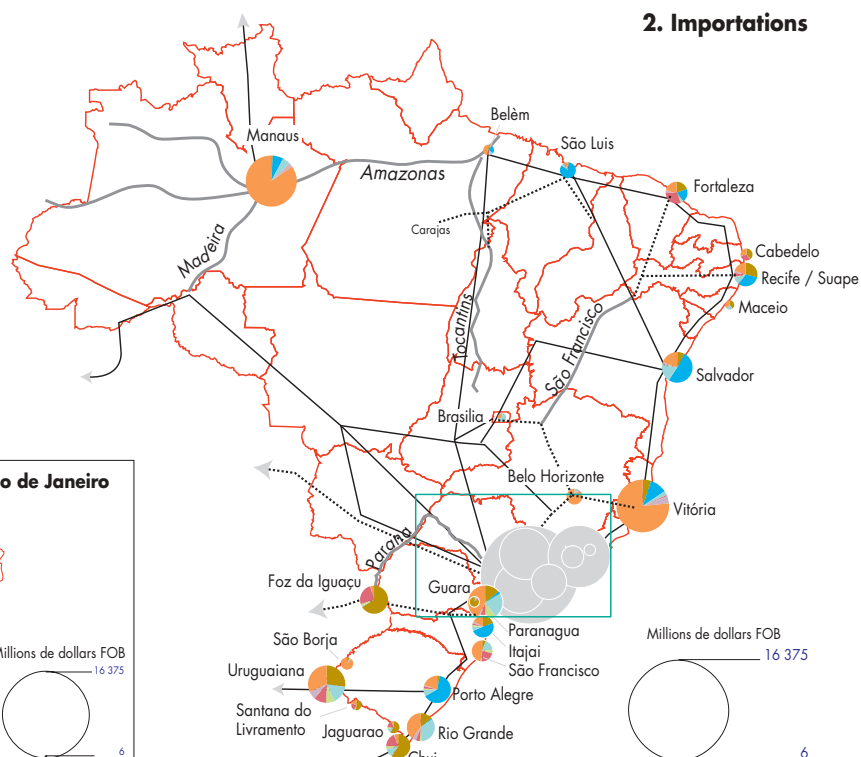 2. Importations
Belèm
São Luis
Manaus
Amazonas
Fortaleza
Carajas
Madeira
Cabedelo
Recife / Suape
Maceio
Tocantins
São Francisco
Salvador
Brasilia
o de Janeiro
Belo Horizonte
Vitória
Parana
Foz da Iguaçu
Guara
Paranagua
Itajai
São Francisco
São Borja
Uruguaiana
Porto Alegre
Santana do
Livramento
Jaguarao
Rio Grande
Chui
Millions de dollars FOB
16 375
6
Millions de dollars FOB
16 375
6